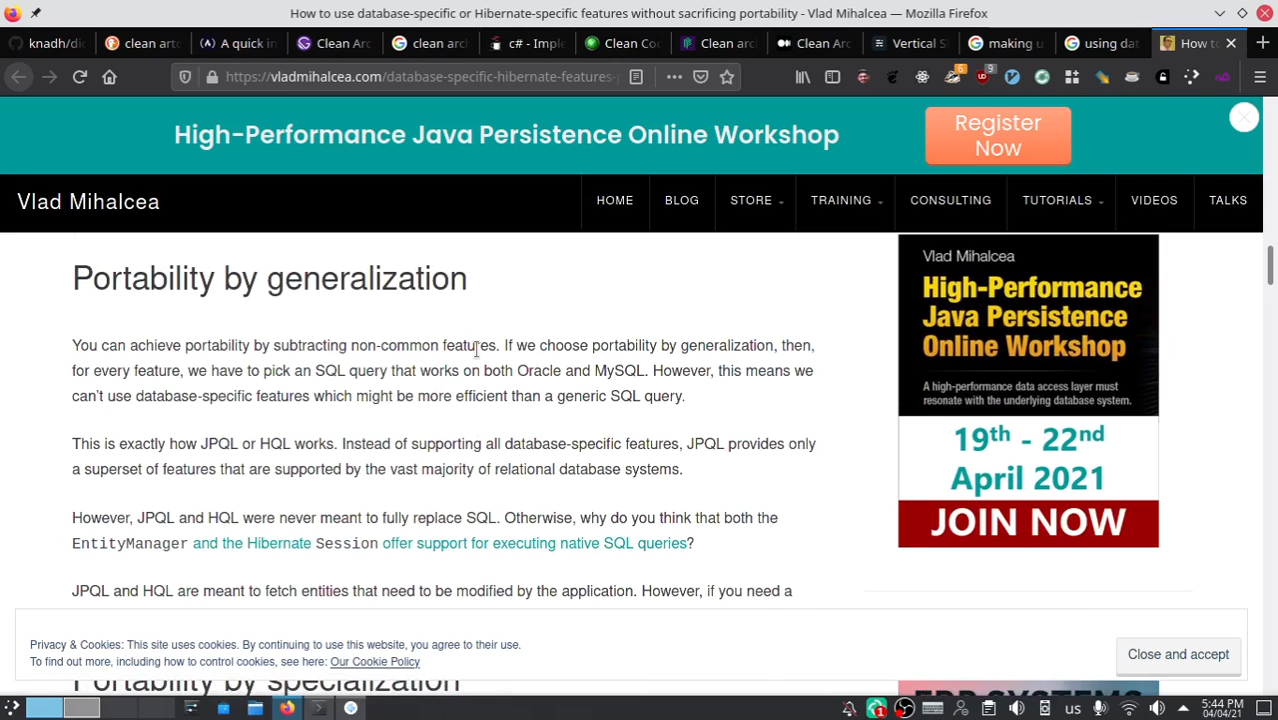 How to use database-specific or Hibernate-specific features without sacrificing portability - Vlad Mihalcea — Mozilla Firefox
knadh/dic
clean arto
A quick in
Clean Arc
clean arch
c# - Imple
Clean Coc
Clean arc
Clean Arc
Vertical S
making u
using dat
How to
https://vladmihalcea.com/database-specific-hibernate-features-
6
9
High-Performance Java Persistence Online Workshop
Register
Now
Vlad Mihalcea
HOME
BLOG
STORE
TRAINING
CONSULTING
TUTORIALS
VIDEOS
TALKS
Portability by generalization
You can achieve portability by subtracting non-common features. If we choose portability by generalization, then,
for every feature, we have to pick an SQL query that works on both Oracle and MySQL. However, this means we
can't use database-specific features which might be more efficient than a generic SQL query.
This is exactly how JPQL or HQL works. Instead of supporting all database-specific features, JPQL provides only
a superset of features that are supported by the vast majority of relational database systems.
However, JPQL and HQL were never meant to fully replace SQL. Otherwise, why do you think that both the
EntityManager and the Hibernate Session offer support for executing native SQL queries?
JPQL and HQL are meant to fetch entities that need to be modified by the application. However, if you need a
Portability by specialization
Vlad Mihalcea
High-Performance
Java Persistence
Online Workshop
A high-performance data access layer must
resonate with the underlying database system.
19th - 22nd
April 2021
JOIN NOW
ERP SYSTEMS
Privacy & Cookies: This site uses cookies. By continuing to use this website, you agree to their use.
To find out more, including how to control cookies, see here: Our Cookie Policy
Close and accept
1
us
5:44 PM
04/04/21